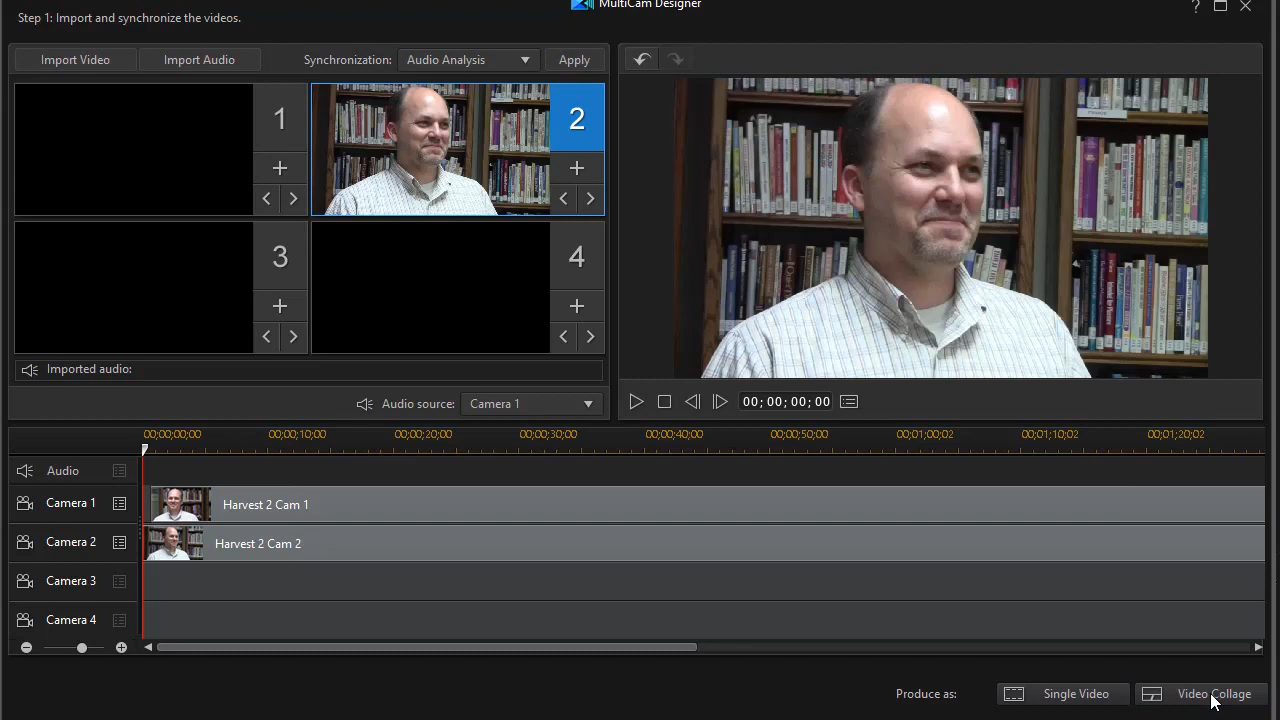 MultiCam Designer
Step 1: Import and synchronize the videos.
?
Import Video
Import Audio
Synchronization:
Audio Analysis
Apply
1
2
3
4
Imported audio:
Audio source:
Camera 1
00; 00; 00; 00
00;00;00;00
00;00;10;00
00;00;20;00
00;00;30;00
00;00;40;00
00;00;50;00
00;01;00;02
00;01;10;02
00;01;20;02
Audio
Camera 1
Harvest 2 Cam 1
Camera 2
Harvest 2 Cam 2
Camera 3
Camera 4
Produce as:
Single Video
Video Collage